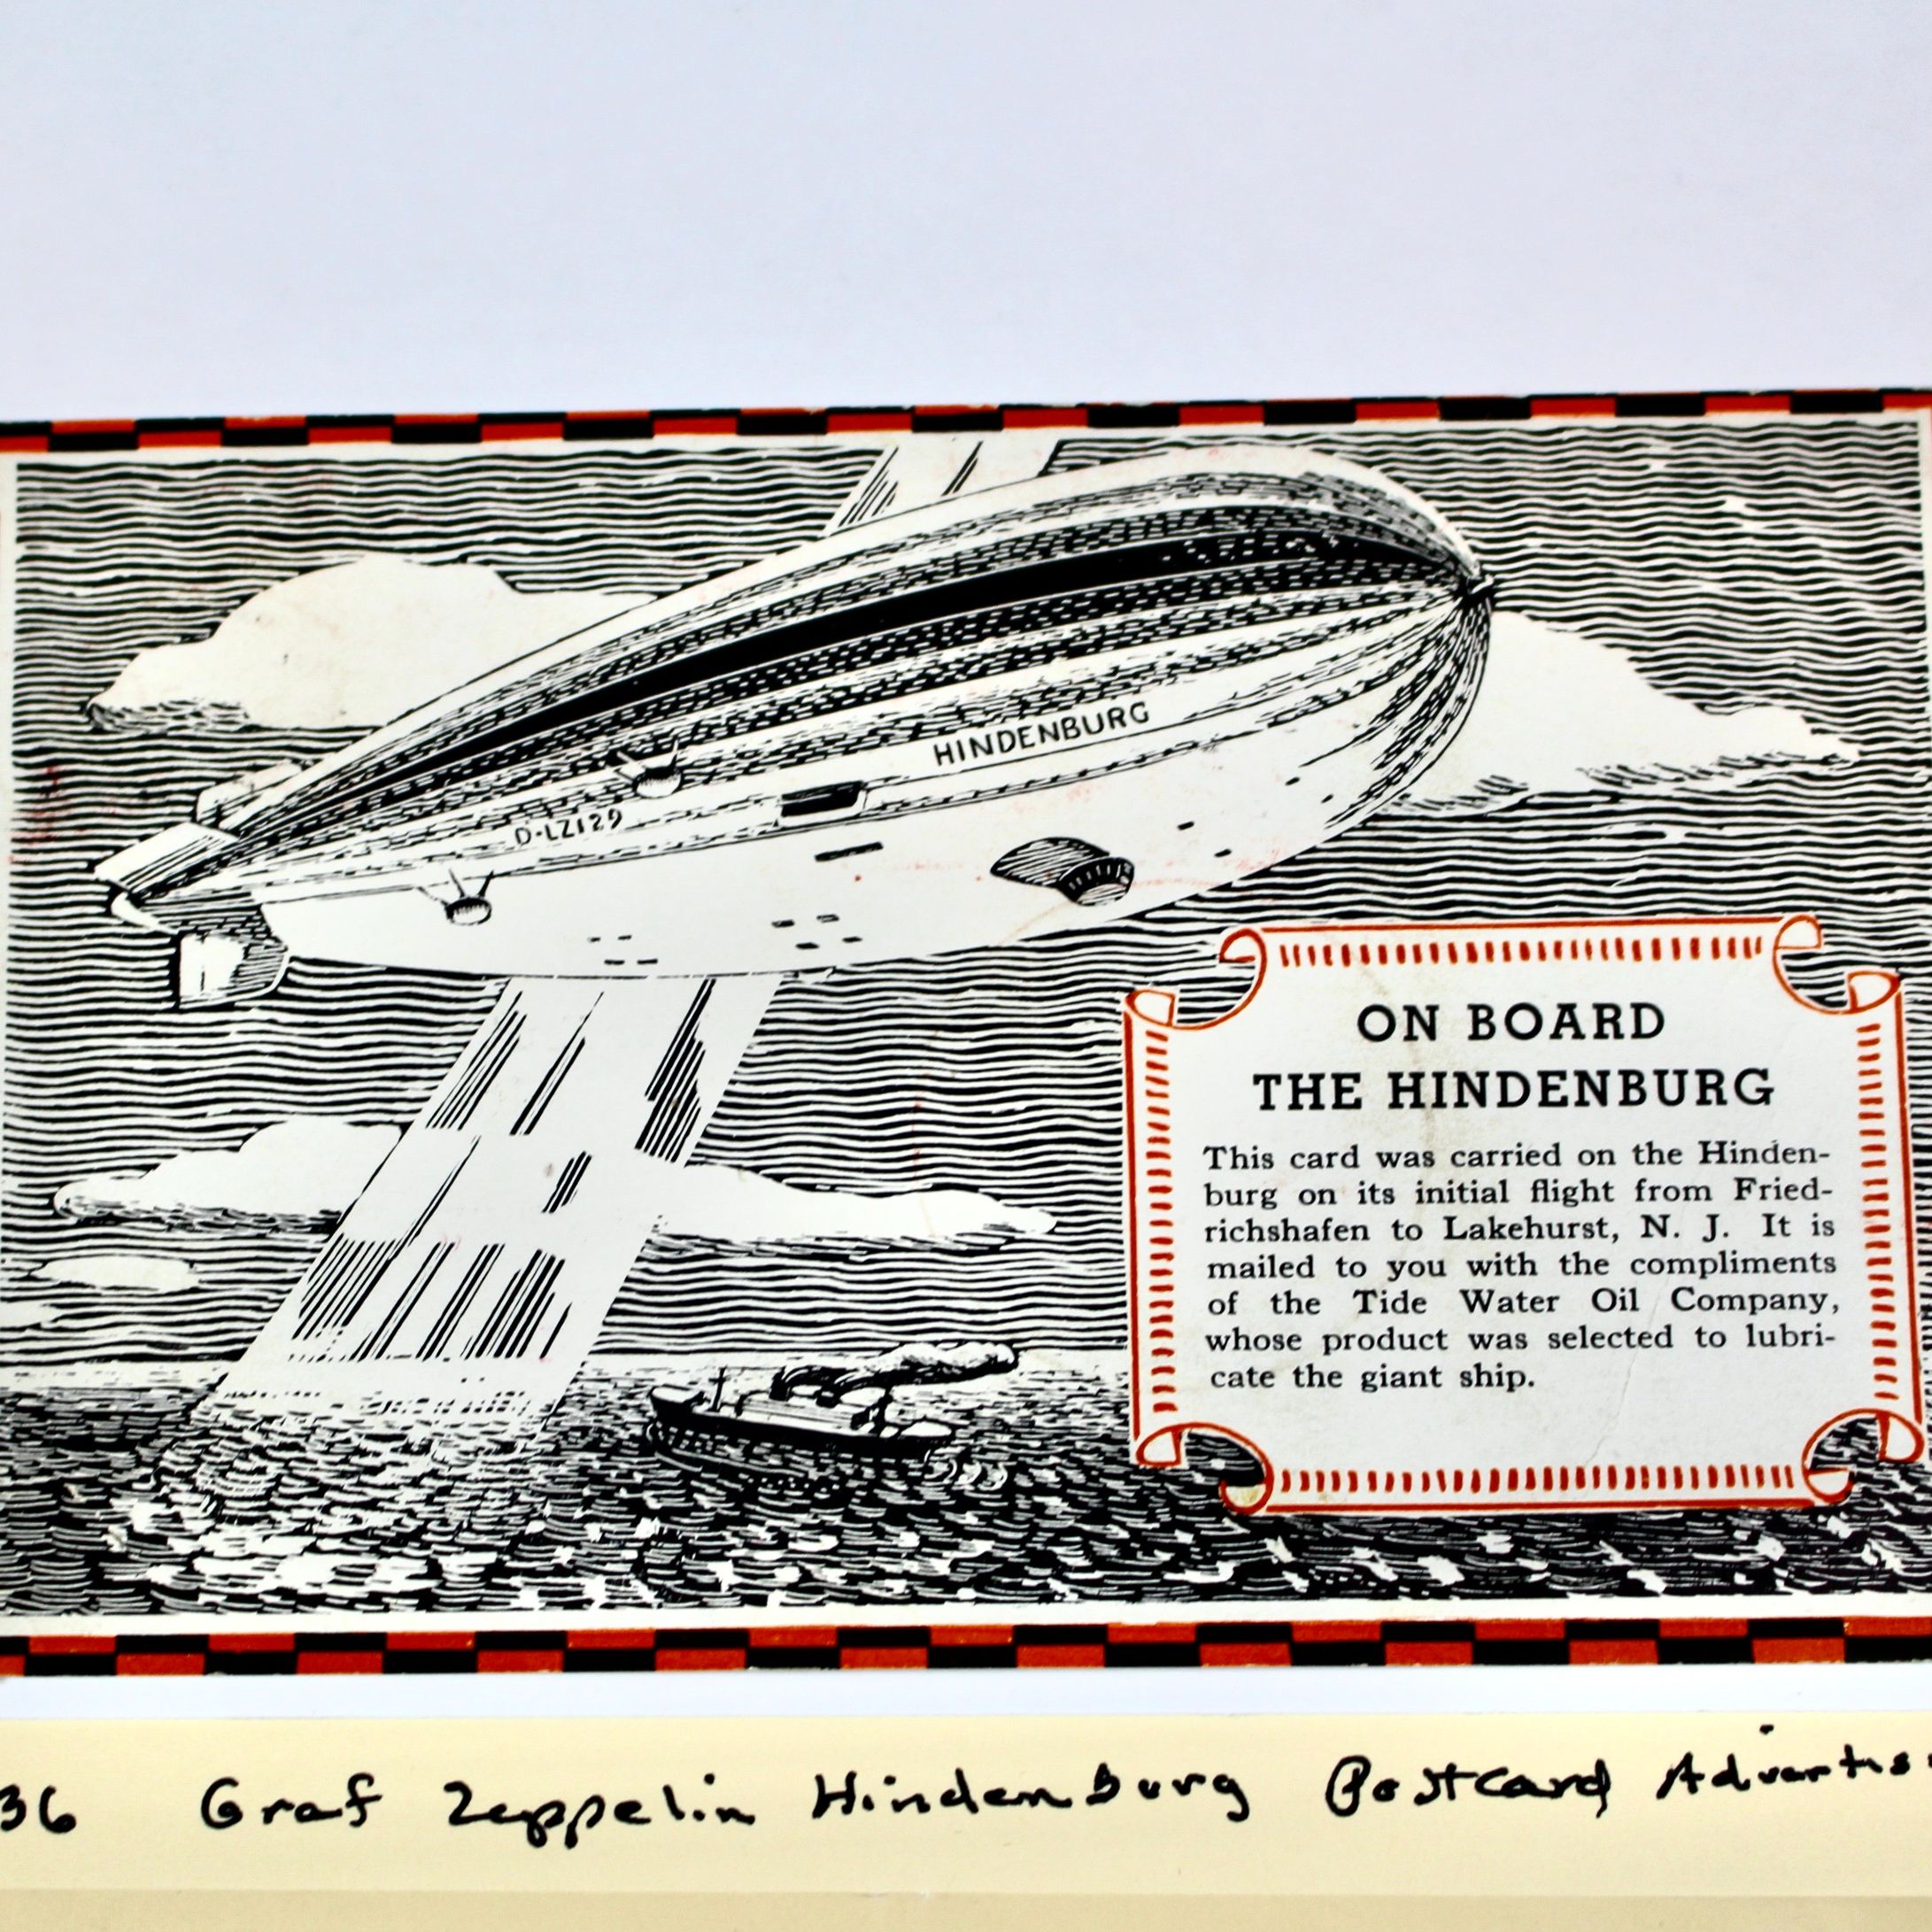 HINDENBURG
D-LZ129
ON BOARD
THE HINDENBURG
This card was carried on the Hinden-
burg on its initial flight from Fried-
richshafen to Lakehurst, N. J. It is
mailed to you with the compliments
of the Tide Water Oil Company,
whose product was selected to lubri-
cate the giant ship.
36 Graf Zeppelin Hindenburg Postcard Advertis